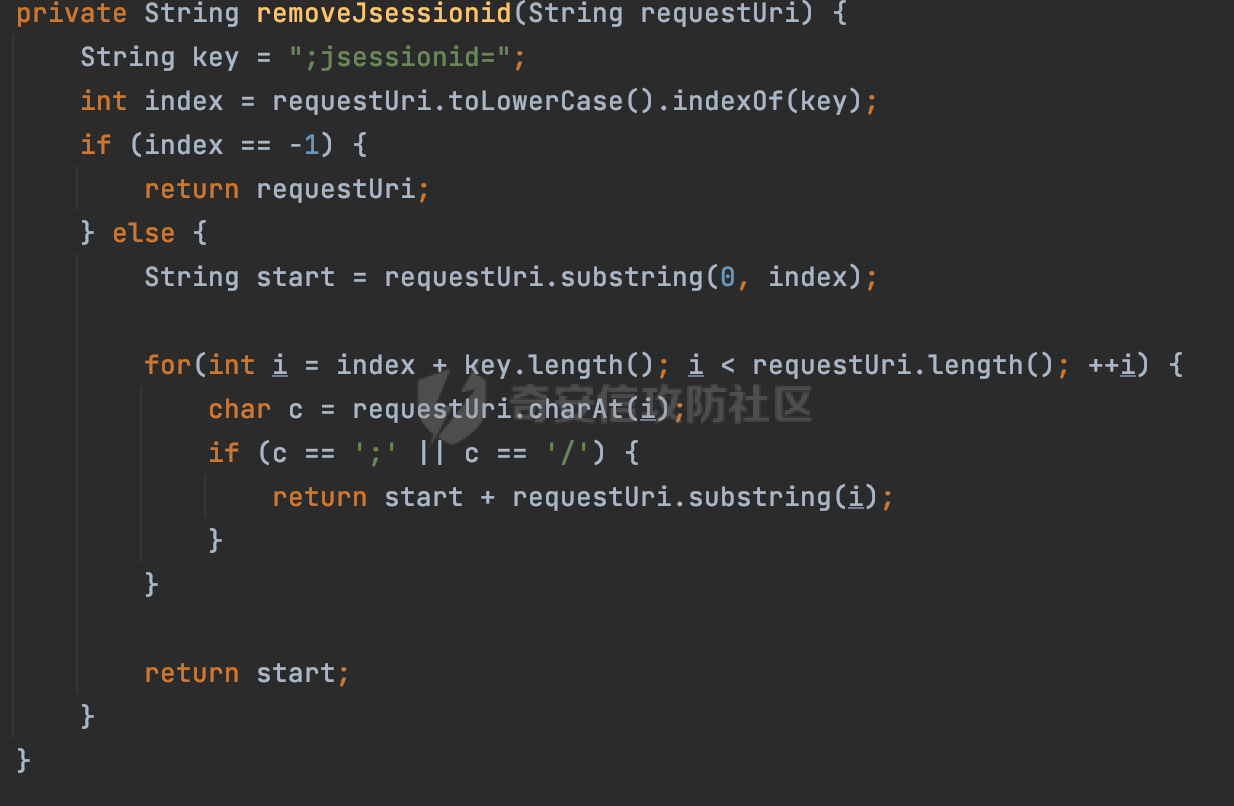 private String removeJsessionid(String requestUri) {
    String key = ";jsessionid=";
    int index = requestUri.toLowerCase().indexOf(key);
    if (index == -1) {
        return requestUri;
    } else {
        String start = requestUri.substring(0, index);

        for(int i = index + key.length(); i < requestUri.length(); ++i) {
            char c = requestUri.charAt(i);
            if (c == ';' || c == '/') {
                return start + requestUri.substring(i);
            }
        }

        return start;
    }
}
奇安信攻防社区